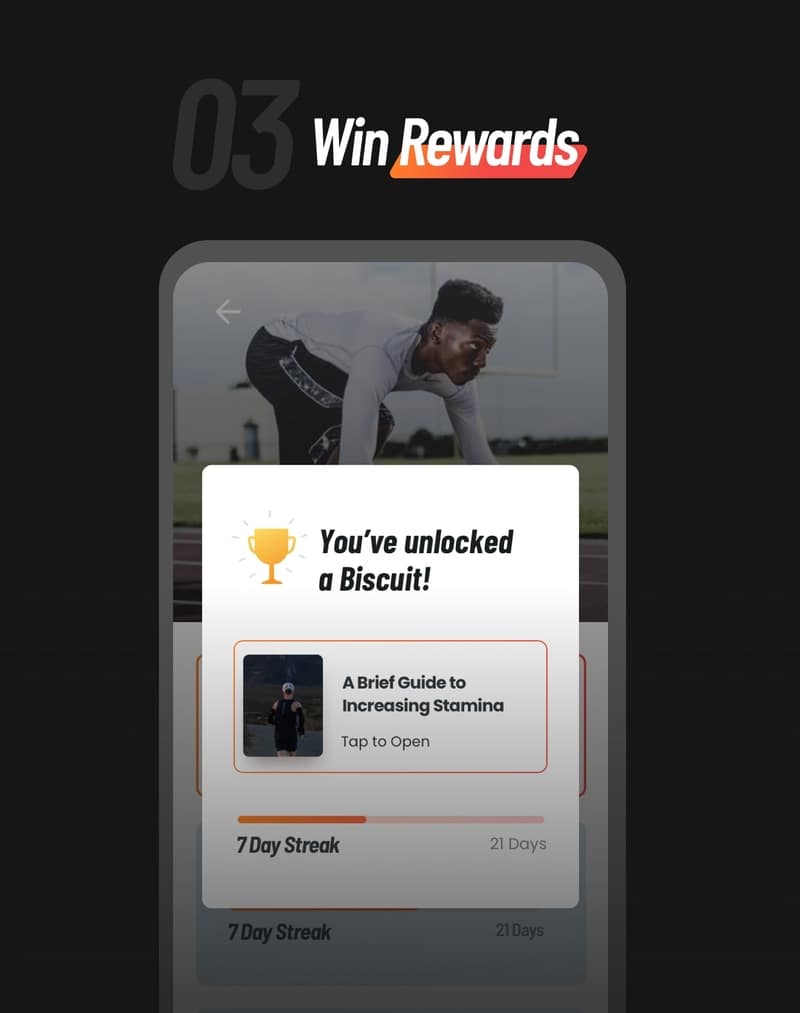 03
Win Rewards
You’ve unlocked
a Biscuit!
A Brief Guide to
Increasing Stamina
Tap to Open
7 Day Streak
21 Days
7 Day Streak
21 Days